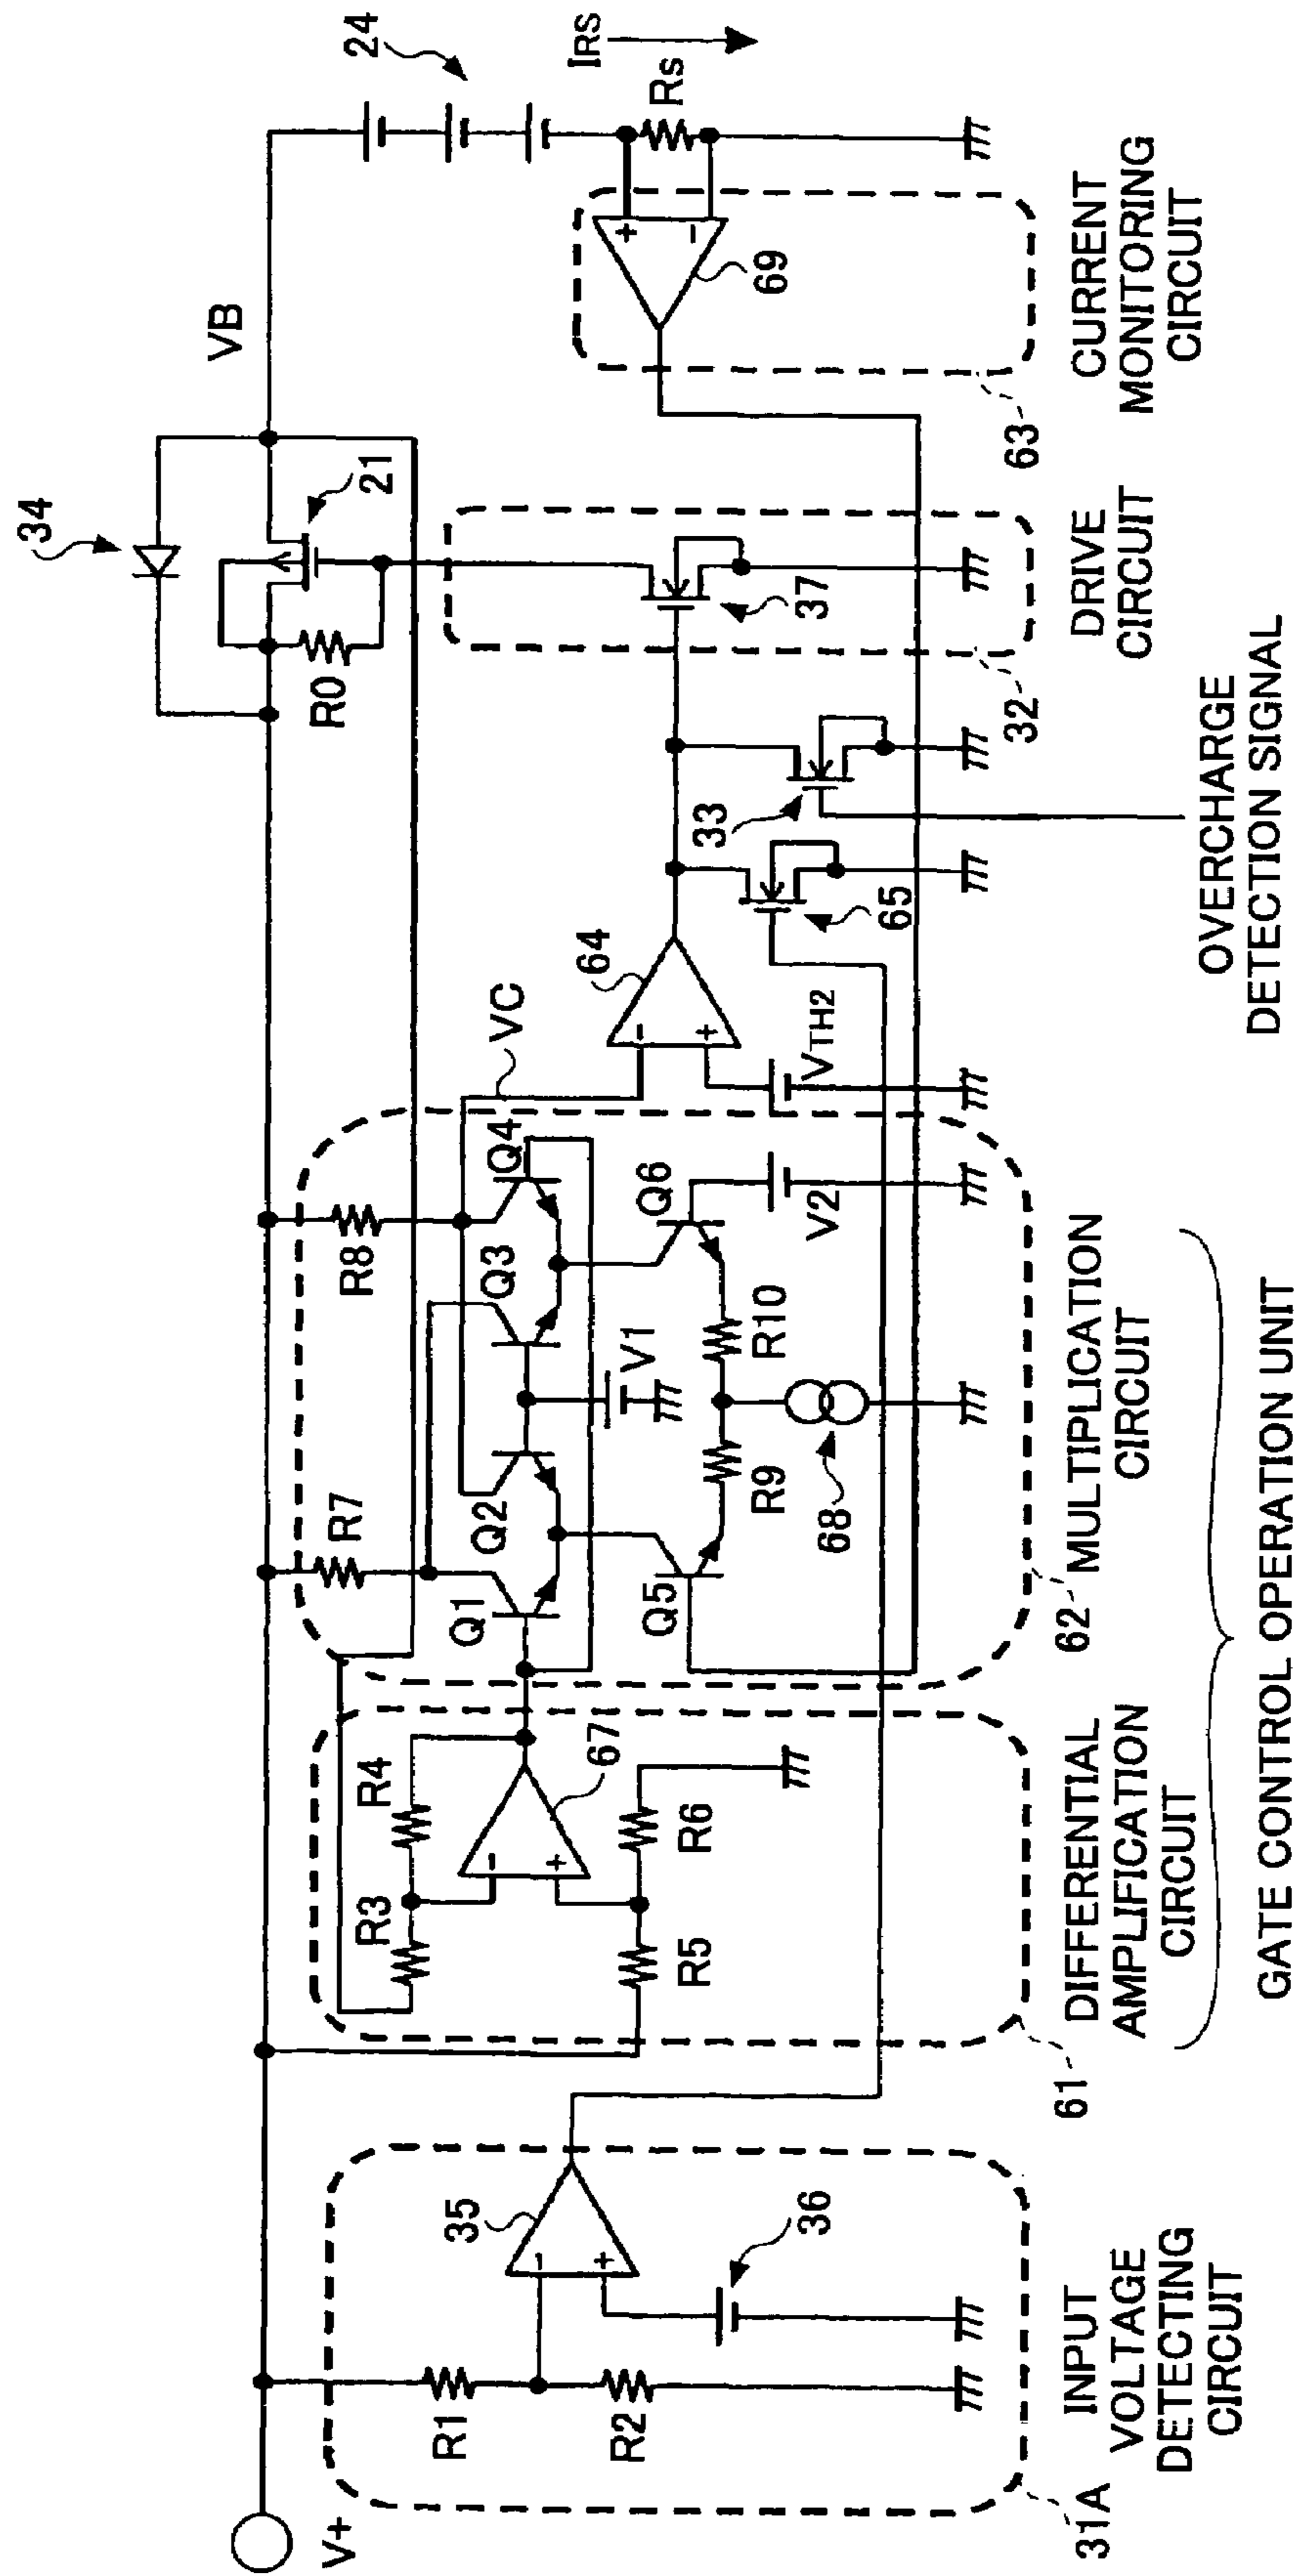 34
24
VB
IRS
21
R0
Rs
R7
R8
R3
R4
VC
Q1
Q2
Q3
Q4
64
69
35
67
V1
Q5
Q6
R1
R5
R6
R9
R10
V2
VTH2
65
33
37
R2
36
68
V+
31A
61
62
32
63
INPUT
VOLTAGE
DETECTING
CIRCUIT
DIFFERENTIAL
AMPLIFICATION
CIRCUIT
MULTIPLICATION
CIRCUIT
DRIVE
CIRCUIT
CURRENT
MONITORING
CIRCUIT
GATE CONTROL OPERATION UNIT
OVERCHARGE
DETECTION SIGNAL